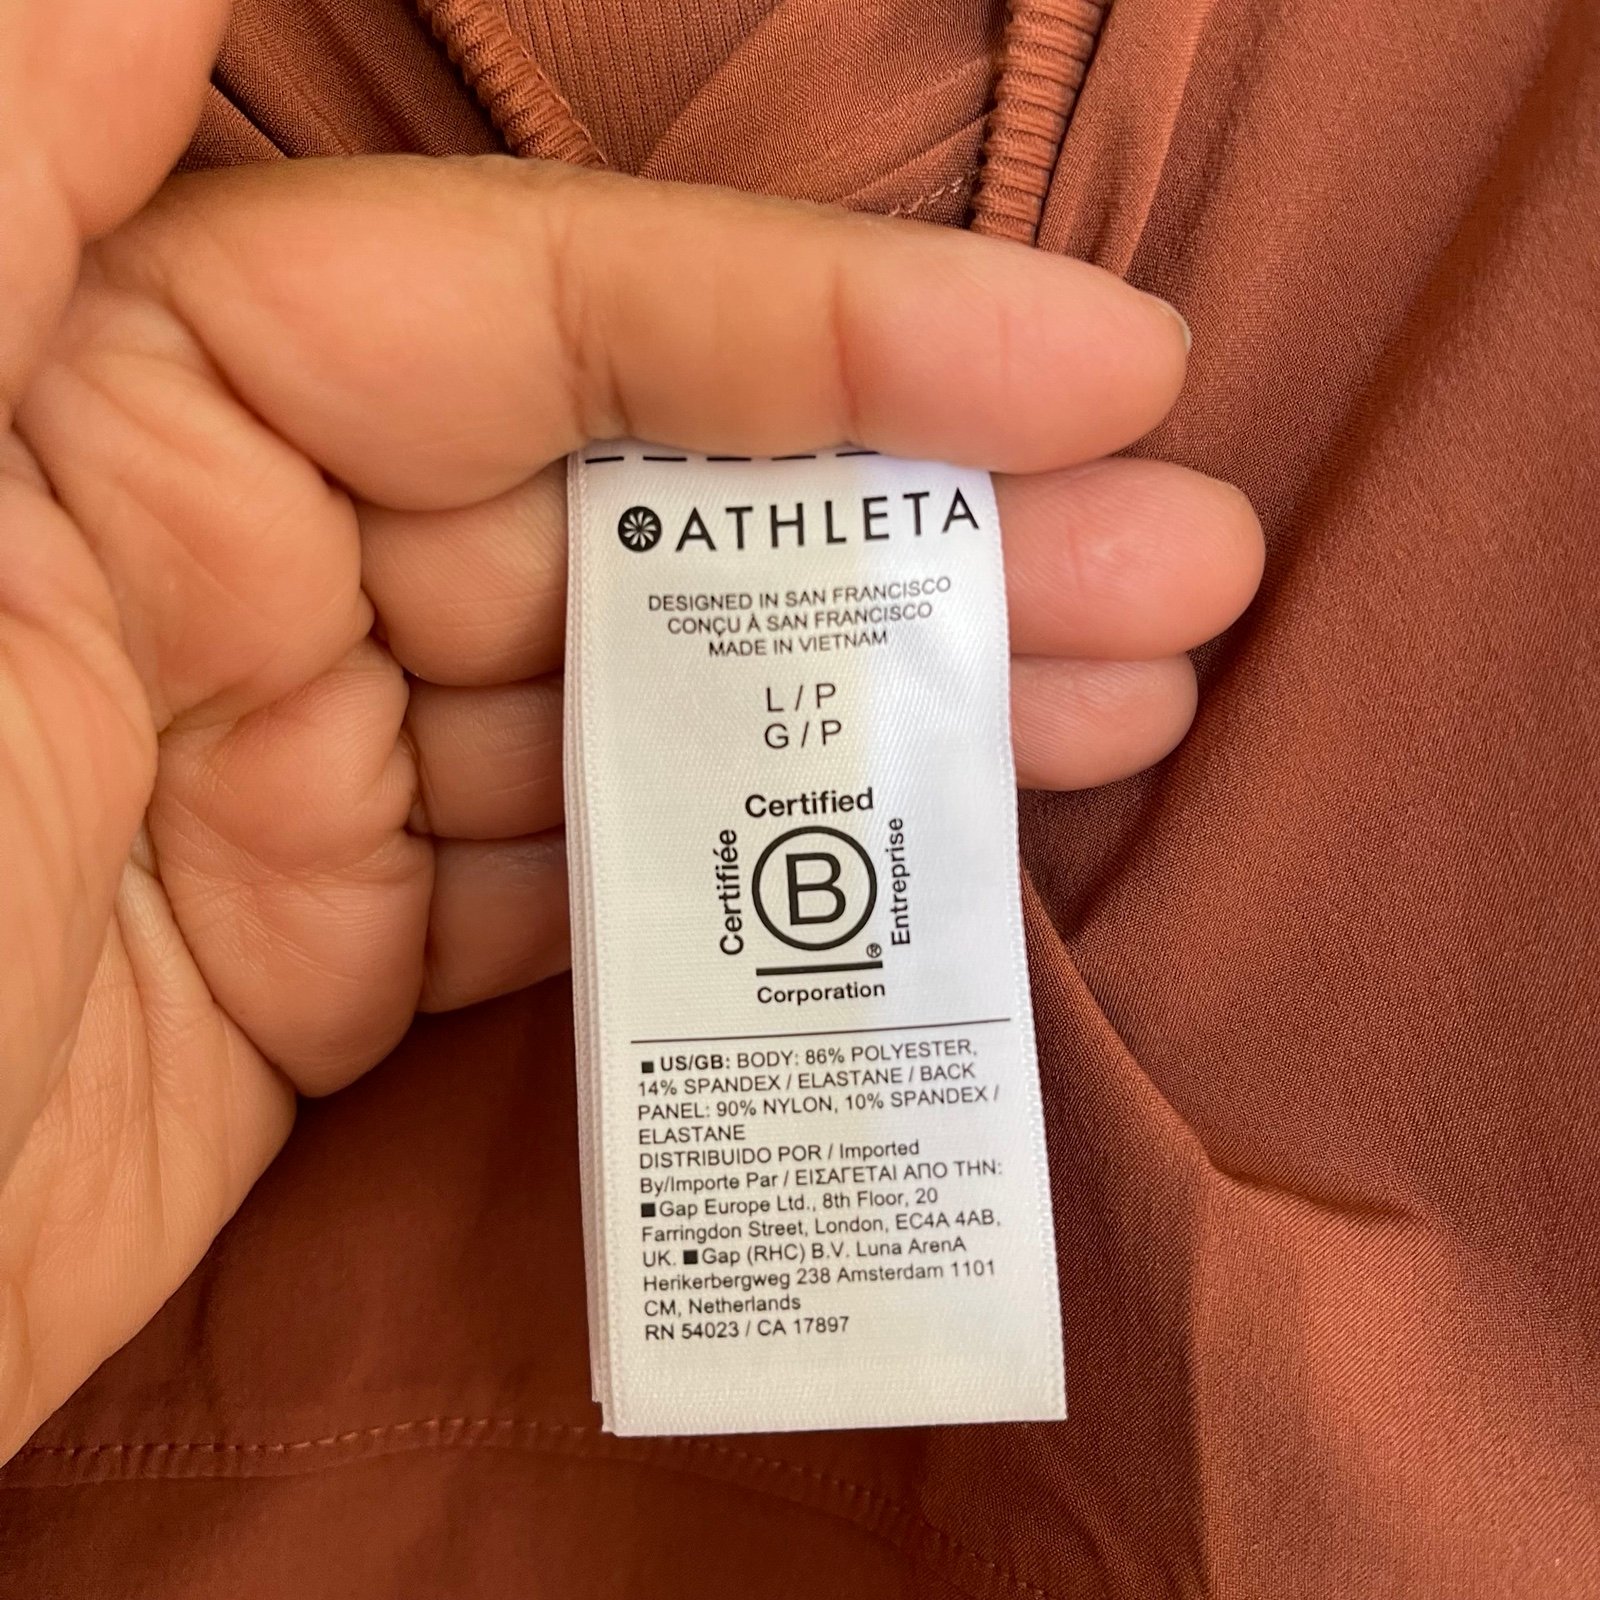 ATHLETA
DESIGNED IN SAN FRANCISCO
CONÇU À SAN FRANCISCO
MADE IN VIETNAM
L / P
G / P
Certified
Certifiée
B
Entreprise
®
Corporation
■ US/GB: BODY: 86% POLYESTER,
14% SPANDEX / ELASTANE / BACK
PANEL: 90% NYLON, 10% SPANDEX /
ELASTANE
DISTRIBUIDO POR / Imported
By/Importe Par / ΕΙΣΑΓΕΤΑΙ ΑΠΟ ΤΗΝ:
■Gap Europe Ltd., 8th Floor, 20
Farringdon Street, London, EC4A 4AB,
UK. ■Gap (RHC) B.V. Luna ArenA
Herikerbergweg 238 Amsterdam 1101
CM, Netherlands
RN 54023 / CA 17897